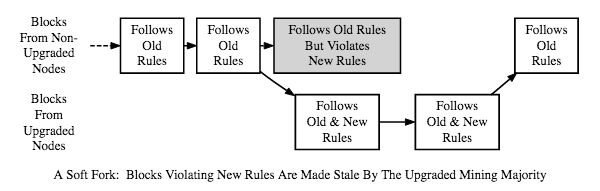 Blocks
From Non-
Upgraded
Nodes
Follows
Old
Rules
Follows
Old
Rules
Follows Old Rules
But Violates
New Rules
Follows
Old
Rules
Blocks
From
Upgraded
Nodes
Follows
Old & New
Rules
Follows
Old & New
Rules
A Soft Fork: Blocks Violating New Rules Are Made Stale By The Upgraded Mining Majority